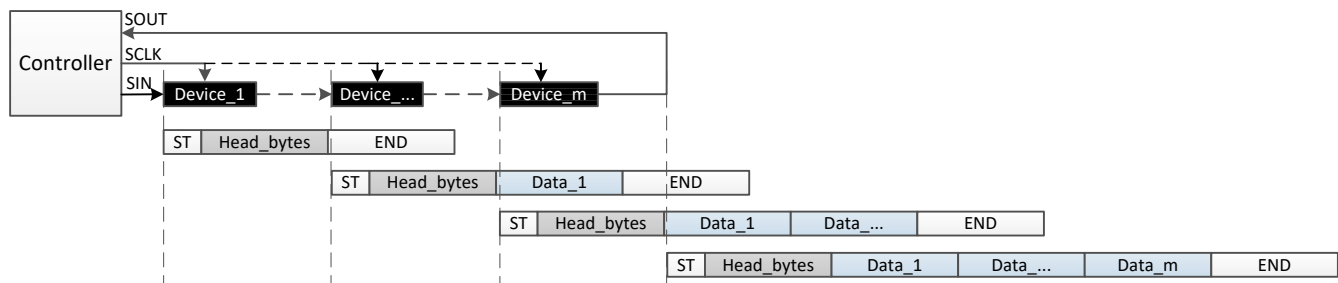 SOUT
Controller
SCLK
SIN
Device_1 Device_... Device_m
ST Head_bytes END
ST Head_bytes Data_1 END
ST Head_bytes Data_1 Data_... END
ST Head_bytes Data_1 Data_... Data_m END